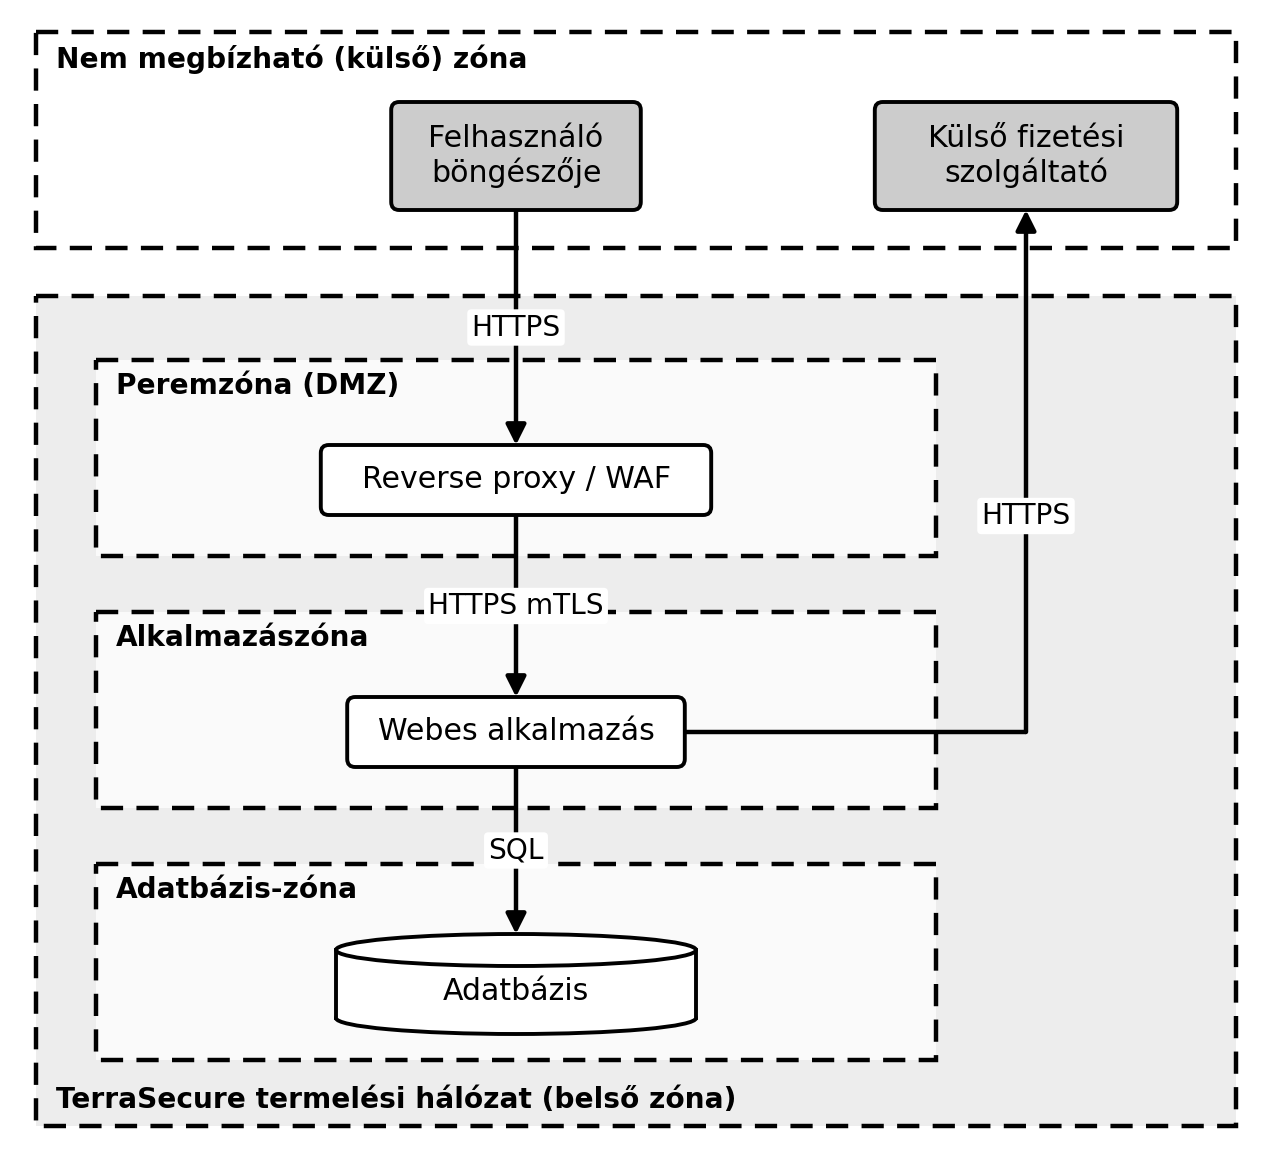 Nem megbízható (külső) zóna
Felhasználó
böngészője
Külső fizetési
szolgáltató
HTTPS
Peremzóna (DMZ)
Reverse proxy / WAF
HTTPS
HTTPS mTLS
Alkalmazászóna
Webes alkalmazás
SQL
Adatbázis-zóna
Adatbázis
TerraSecure termelési hálózat (belső zóna)